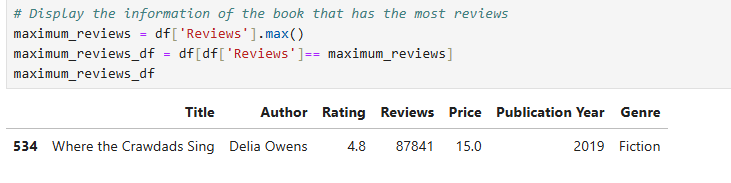 # Display the information of the book that has the most reviews
maximum_reviews = df['Reviews'].max()
maximum_reviews_df = df[df['Reviews']== maximum_reviews]
maximum_reviews_df
Title Author Rating Reviews Price Publication Year Genre
534 Where the Crawdads Sing Delia Owens 4.8 87841 15.0 2019 Fiction